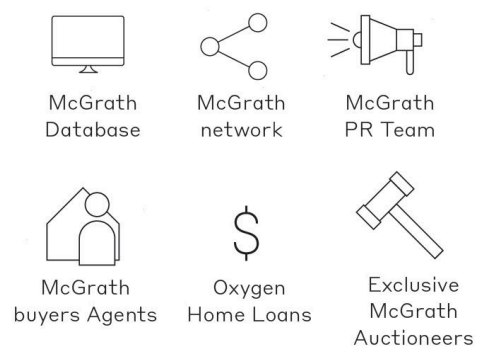 McGrath
Database
McGrath
network
McGrath
PR Team
McGrath
buyers Agents
$
Oxygen
Home Loans
Exclusive
McGrath
Auctioneers